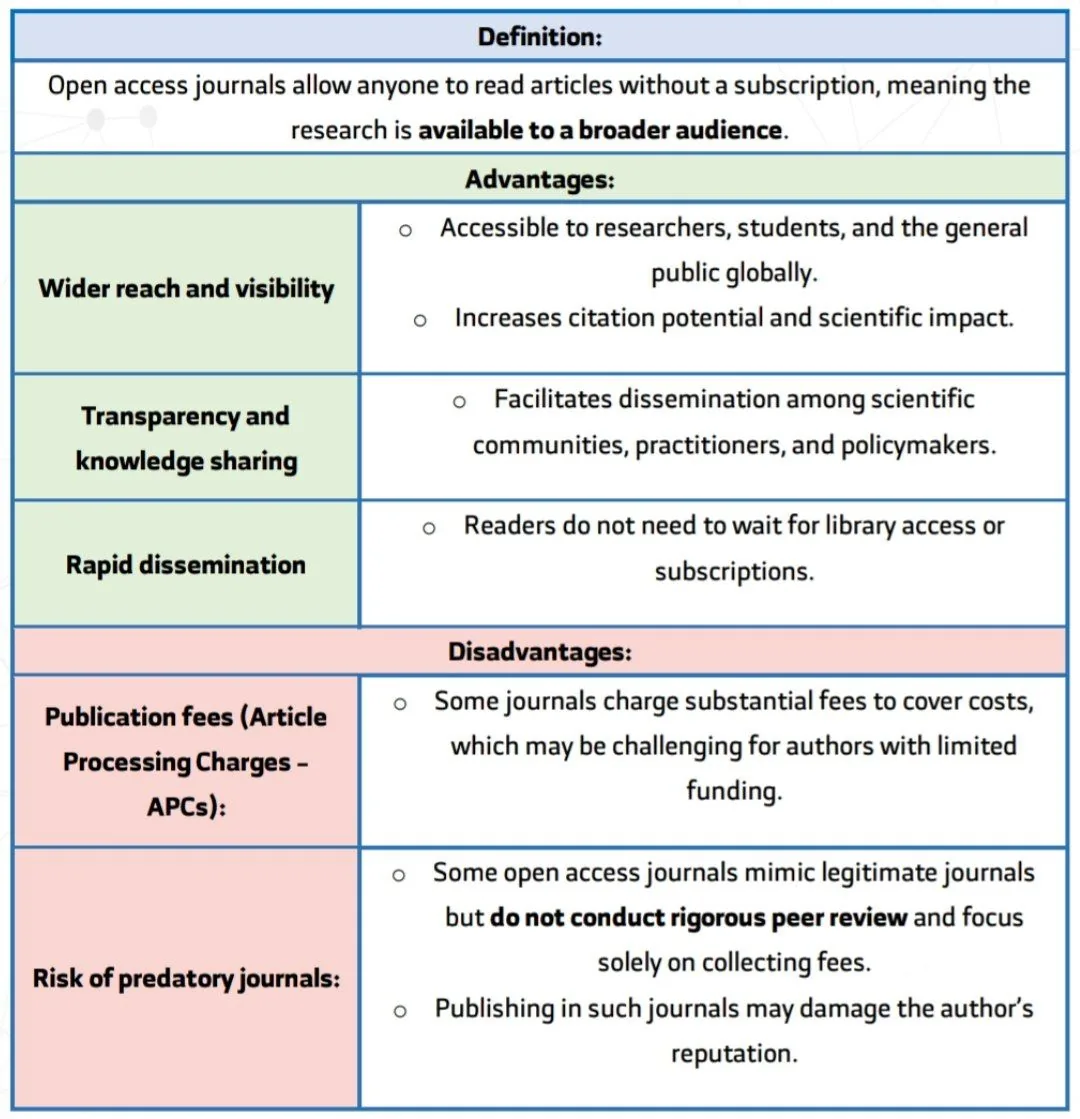 Definition:
Open access journals allow anyone to read articles without a subscription, meaning the
research is available to a broader audience.
Advantages:
Wider reach and visibility
○ Accessible to researchers, students, and the general
public globally.
○ Increases citation potential and scientific impact.
Transparency and
knowledge sharing
○ Facilitates dissemination among scientific
communities, practitioners, and policymakers.
Rapid dissemination
○ Readers do not need to wait for library access or
subscriptions.
Disadvantages:
Publication fees (Article
Processing Charges –
APCs):
○ Some journals charge substantial fees to cover costs,
which may be challenging for authors with limited
funding.
Risk of predatory journals:
○ Some open access journals mimic legitimate journals
but do not conduct rigorous peer review and focus
solely on collecting fees.
○ Publishing in such journals may damage the author’s
reputation.